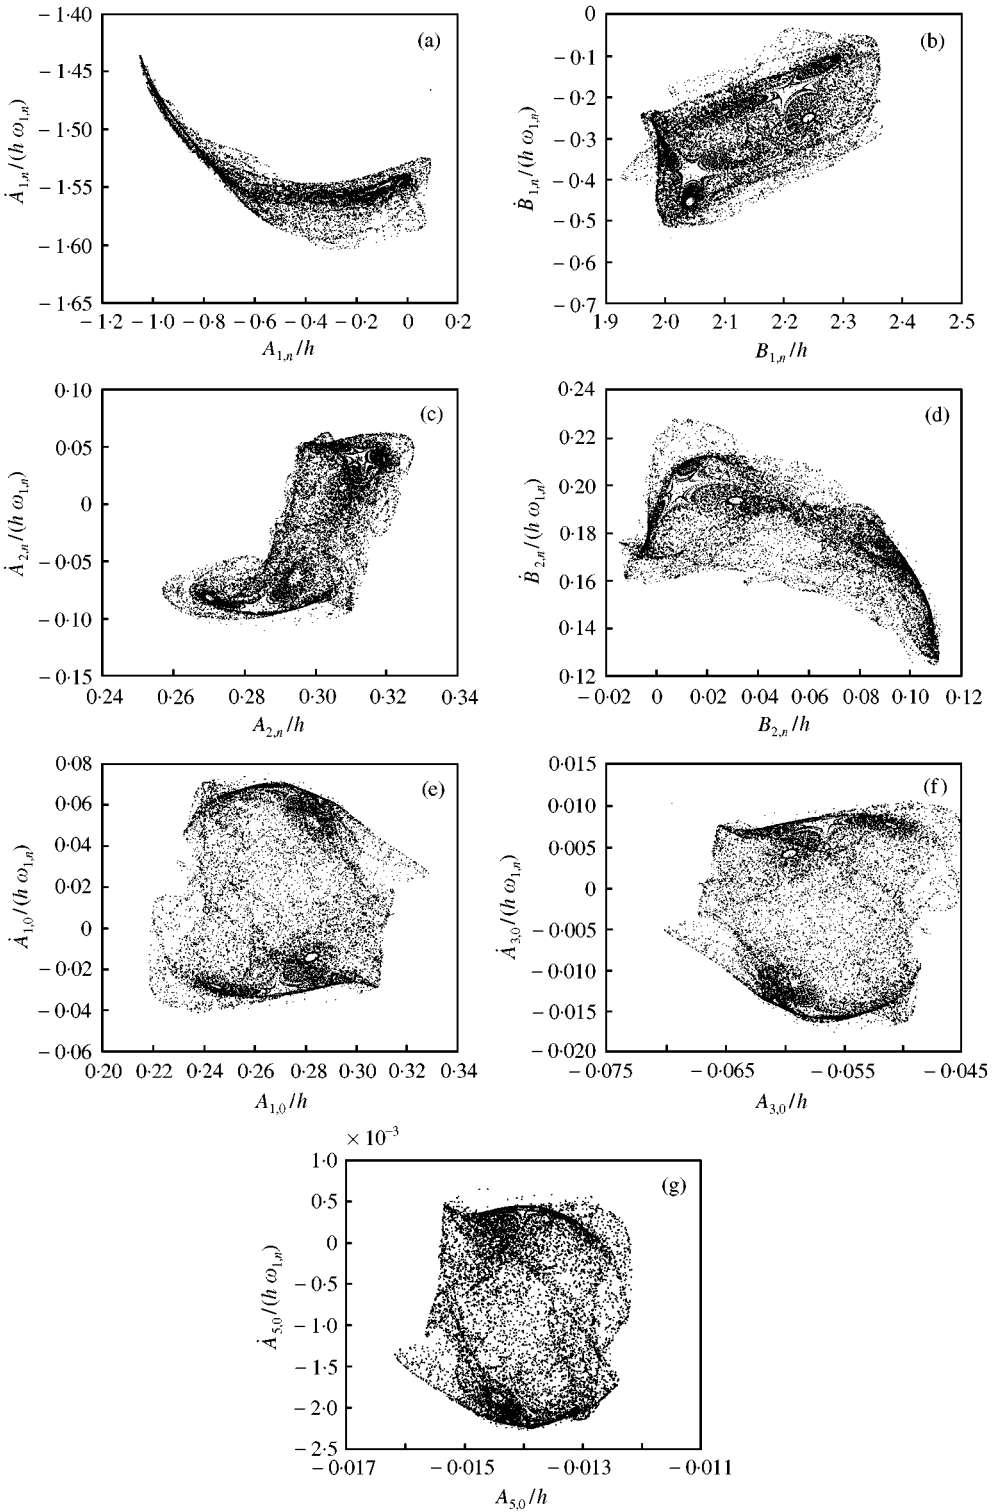 (a)
−1·40
−1·45
−1·50
−1·55
−1·60
−1·65
Ȧ1,n/(h ω1,n)
−1·2 −1·0 −0·8 −0·6 −0·4 −0·2 0 0·2
A1,n/h
(b)
0
−0·1
−0·2
−0·3
−0·4
−0·5
−0·6
−0·7
Ḃ1,n/(h ω1,n)
1·9 2·0 2·1 2·2 2·3 2·4 2·5
B1,n/h
(c)
0·10
0·05
0
−0·05
−0·10
−0·15
Ȧ2,n/(h ω1,n)
0·24 0·26 0·28 0·30 0·32 0·34
A2,n/h
(d)
0·24
0·22
0·20
0·18
0·16
0·14
0·12
Ḃ2,n/(h ω1,n)
−0·02 0 0·02 0·04 0·06 0·08 0·10 0·12
B2,n/h
(e)
0·08
0·06
0·04
0·02
0
−0·02
−0·04
−0·06
Ȧ1,0/(h ω1,n)
0·20 0·22 0·24 0·26 0·28 0·30 0·32 0·34
A1,0/h
(f)
0·015
0·010
0·005
0
−0·005
−0·010
−0·015
−0·020
Ȧ3,0/(h ω1,n)
−0·075 −0·065 −0·055 −0·045
A3,0/h
(g)
× 10−3
1·0
0·5
0
−0·5
−1·0
−1·5
−2·0
−2·5
Ȧ5,0/(h ω1,n)
−0·017 −0·015 −0·013 −0·011
A5,0/h